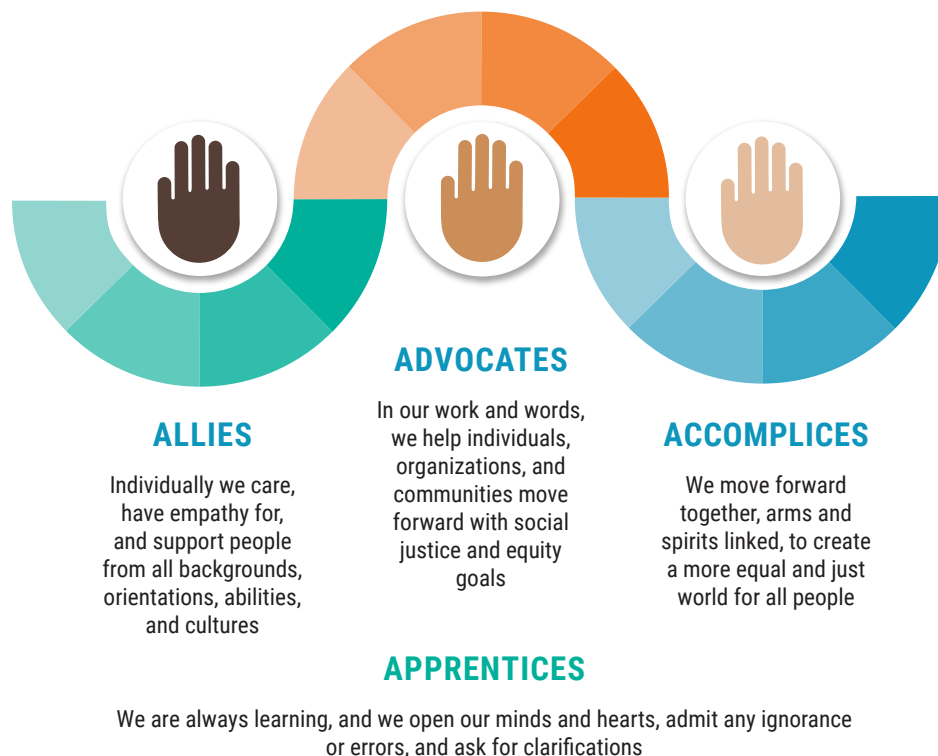 ADVOCATES
In our work and words,
we help individuals,
organizations, and
communities move
forward with social
justice and equity
goals
ALLIES
Individually we care,
have empathy for,
and support people
from all backgrounds,
orientations, abilities,
and cultures
ACCOMPLICES
We move forward
together, arms and
spirits linked, to create
a more equal and just
world for all people
APPRENTICES
We are always learning, and we open our minds and hearts, admit any ignorance
or errors, and ask for clarifications